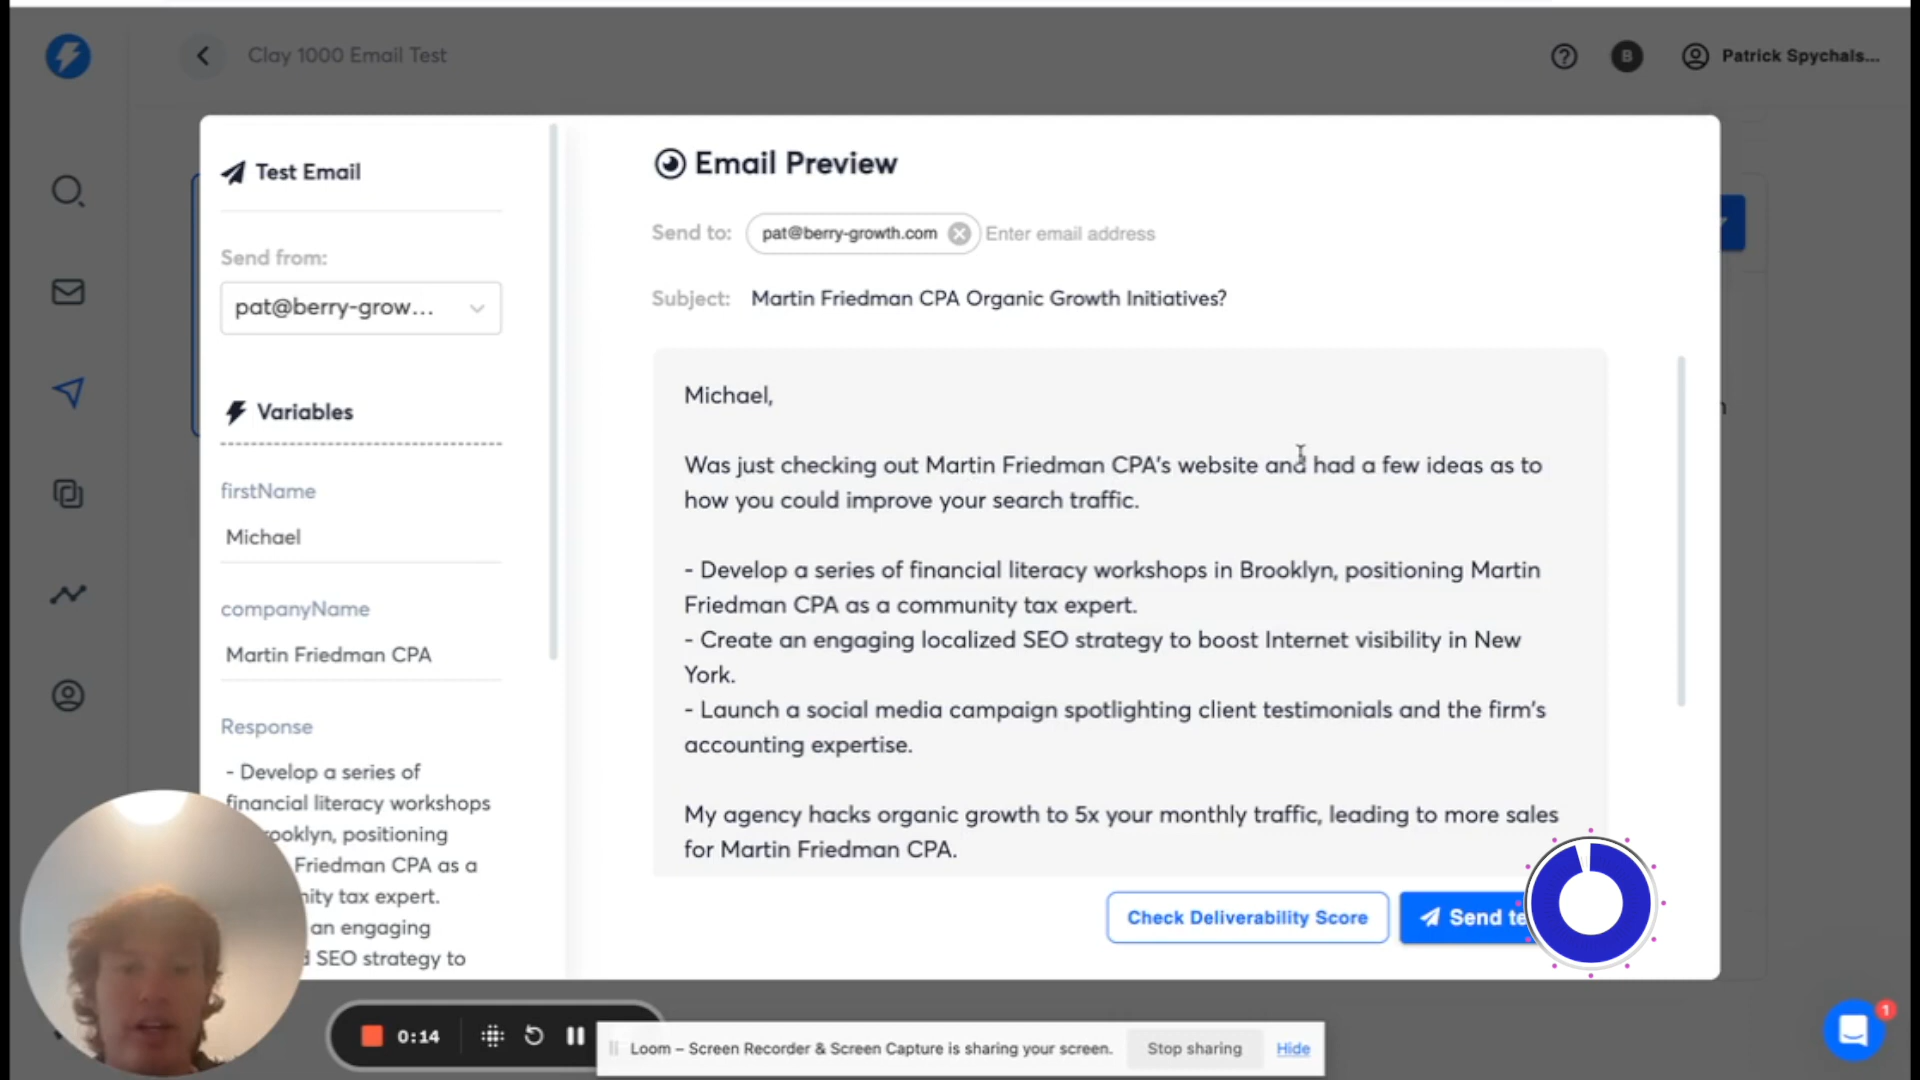 Clay 1000 Email Test
B
Patrick Spychals...
Test Email
Send from:
pat@berry-grow...
Variables
firstName
Michael
companyName
Martin Friedman CPA
Response
- Develop a series of
financial literacy workshops
rooklyn, positioning
Friedman CPA as a
nity tax expert.
an engaging
SEO strategy to
Email Preview
Send to: pat@berry-growth.com Enter email address
Subject: Martin Friedman CPA Organic Growth Initiatives?
Michael,
Was just checking out Martin Friedman CPA's website and had a few ideas as to
how you could improve your search traffic.
- Develop a series of financial literacy workshops in Brooklyn, positioning Martin
Friedman CPA as a community tax expert.
- Create an engaging localized SEO strategy to boost Internet visibility in New
York.
- Launch a social media campaign spotlighting client testimonials and the firm's
accounting expertise.
My agency hacks organic growth to 5x your monthly traffic, leading to more sales
for Martin Friedman CPA.
Check Deliverability Score
Send te
0:14
Loom – Screen Recorder & Screen Capture is sharing your screen.
Stop sharing
Hide
1